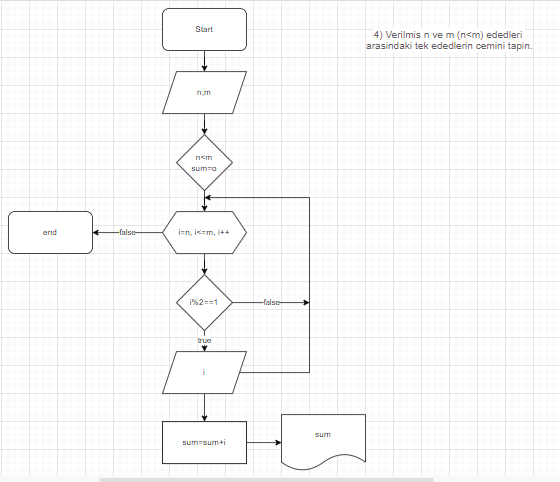 Start
4) Verilmis n ve m (n<m) ededleri
arasindaki tek ededlerin cemini tapin.
n,m
n<m
sum=o
end
false
i=n, i<=m, i++
i%2==1
false
true
i
sum=sum+i
sum